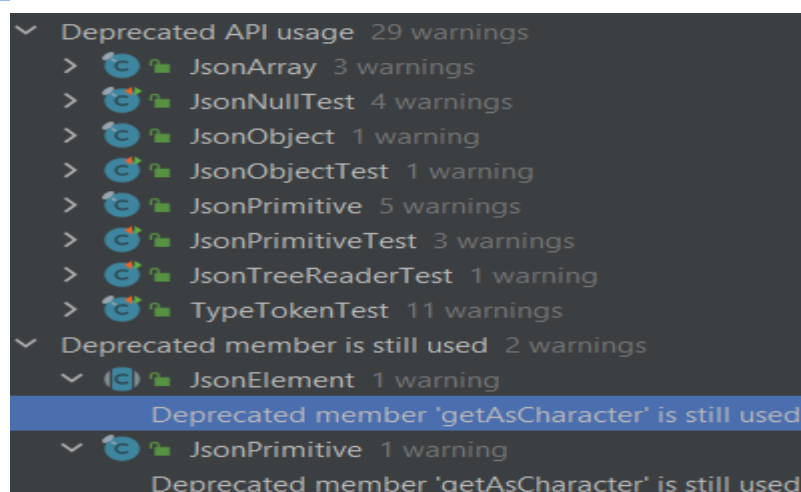 Deprecated API usage 29 warnings
JsonArray 3 warnings
JsonNullTest 4 warnings
JsonObject 1 warning
JsonObjectTest 1 warning
JsonPrimitive 5 warnings
JsonPrimitiveTest 3 warnings
JsonTreeReaderTest 1 warning
TypeTokenTest 11 warnings
Deprecated member is still used 2 warnings
JsonElement 1 warning
Deprecated member 'getAsCharacter' is still used
JsonPrimitive 1 warning
Deprecated member 'getAsCharacter' is still used